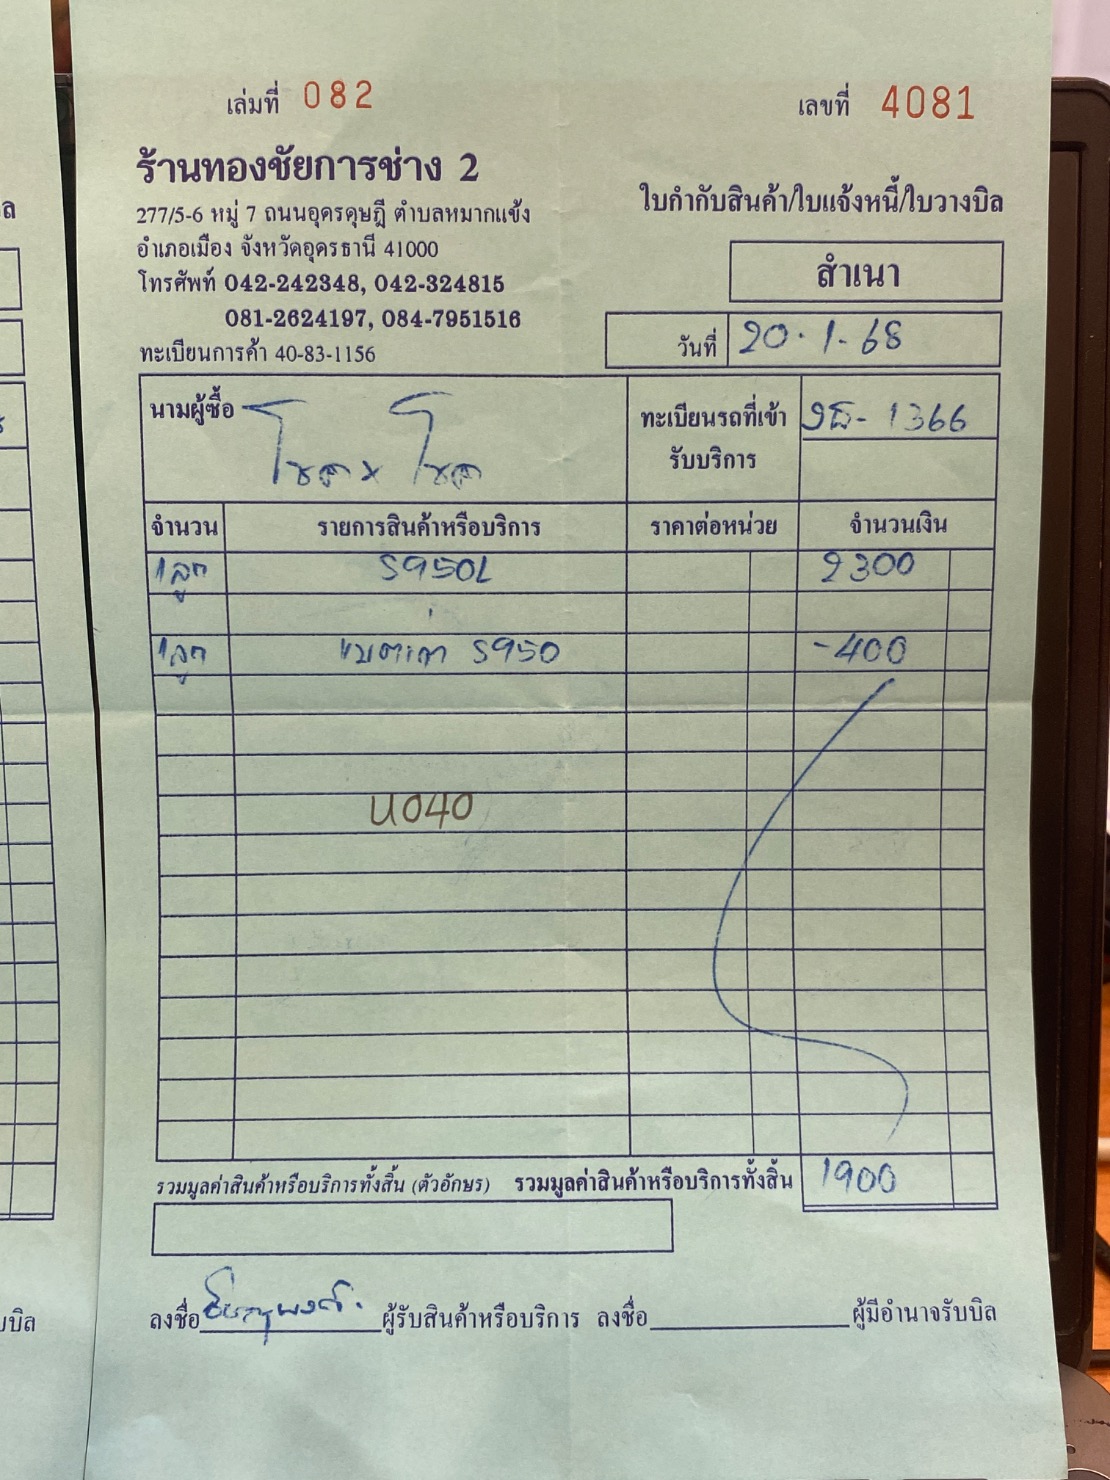 เล่มที่ 082
เลขที่ 4081
ร้านทองชัยการช่าง 2
277/5-6 หมู่ 7 ถนนอุดรดุษฎี ตำบลหมากแข้ง
อำเภอเมือง จังหวัดอุดรธานี 41000
โทรศัพท์ 042-242348, 042-324815
081-2624197, 084-7951516
ทะเบียนการค้า 40-83-1156
ใบกำกับสินค้า/ใบแจ้งหนี้/ใบวางบิล
สำเนา
วันที่ 20.1.68
นามผู้ซื้อ โชค x โชค
ทะเบียนรถที่เข้ารับบริการ 1366
จำนวน รายการสินค้าหรือบริการ ราคาต่อหน่วย จำนวนเงิน
1 ลูก S950L 2300
1 ลูก แบตเก่า S950 -400
U040
รวมมูลค่าสินค้าหรือบริการทั้งสิ้น (ตัวอักษร) รวมมูลค่าสินค้าหรือบริการทั้งสิ้น 1900
ลงชื่อ ผู้รับสินค้าหรือบริการ ลงชื่อ ผู้มีอำนาจรับบิล